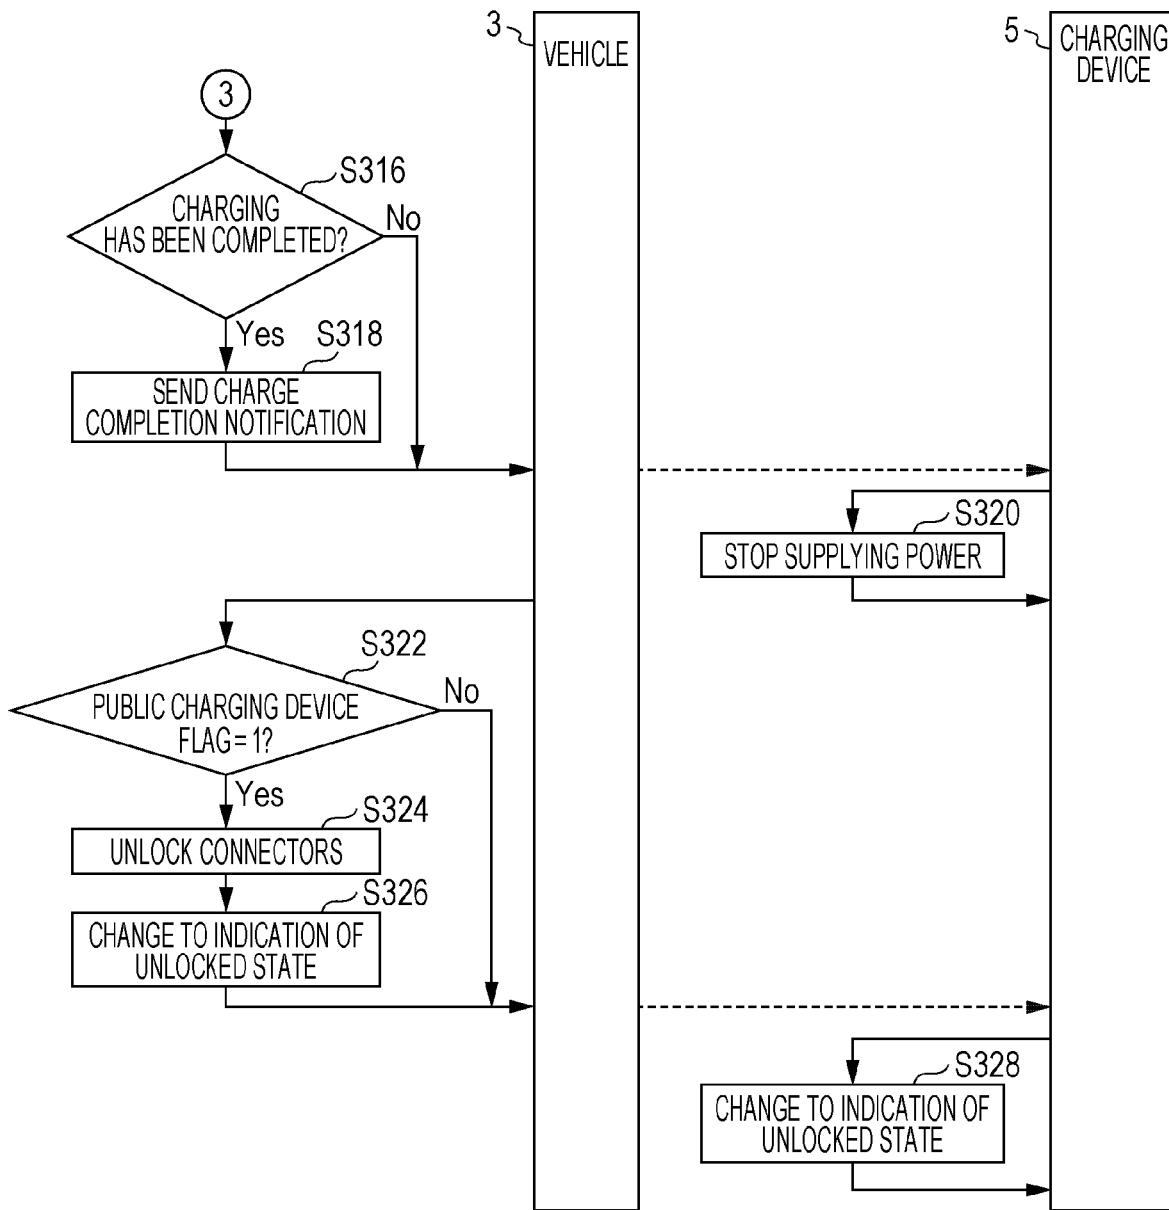 3
VEHICLE
5
CHARGING
DEVICE
3
S316
CHARGING
HAS BEEN COMPLETED?
No
Yes
S318
SEND CHARGE
COMPLETION NOTIFICATION
S320
STOP SUPPLYING POWER
S322
PUBLIC CHARGING DEVICE
FLAG = 1?
No
Yes
S324
UNLOCK CONNECTORS
S326
CHANGE TO INDICATION OF
UNLOCKED STATE
S328
CHANGE TO INDICATION OF
UNLOCKED STATE